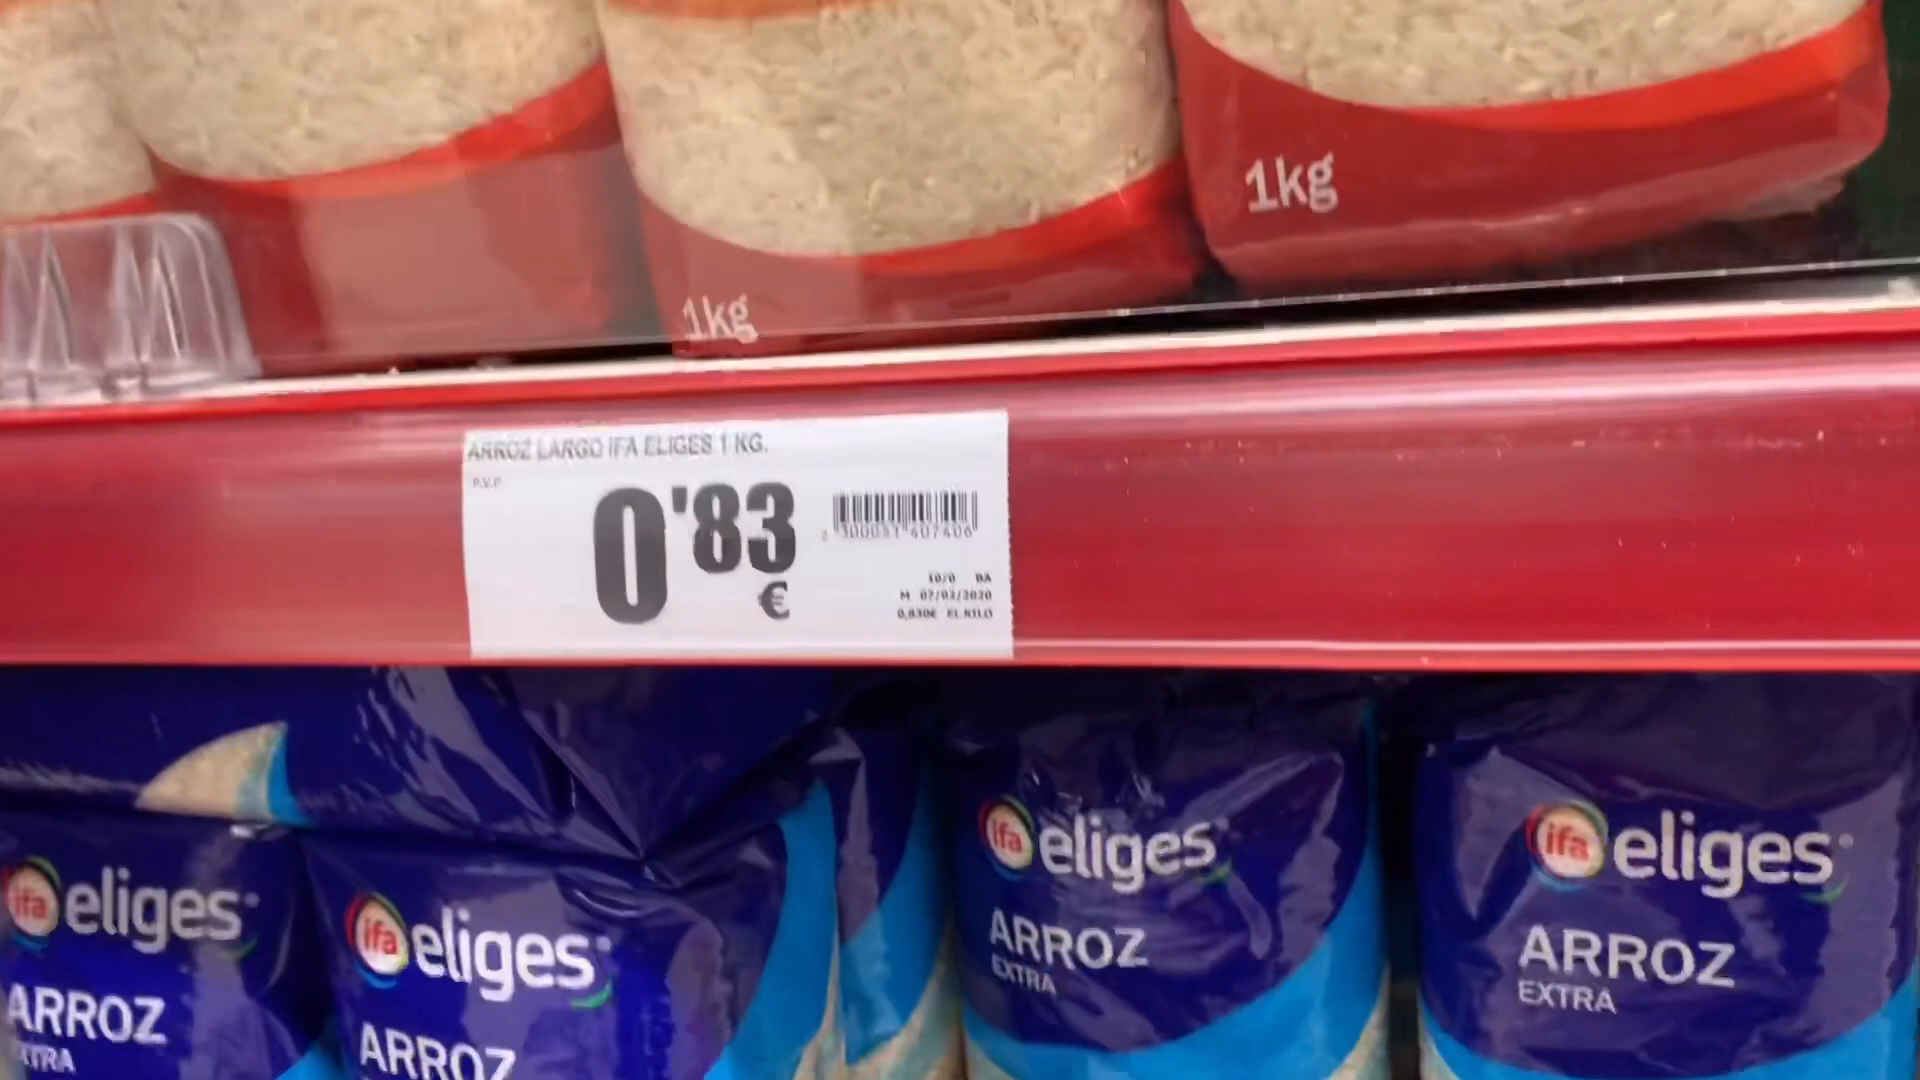 1kg
1kg
ARROZ LARGO IFA ELIGES 1 KG.
P.V.P
0'83
€
10/0 BA
M 07/02/2020
0,830€ EL KILO
ifa eliges
ARROZ
EXTRA
ifa eliges
ARROZ
EXTRA
ifa eliges
ARROZ
EXTRA
ifa eliges
ARROZ